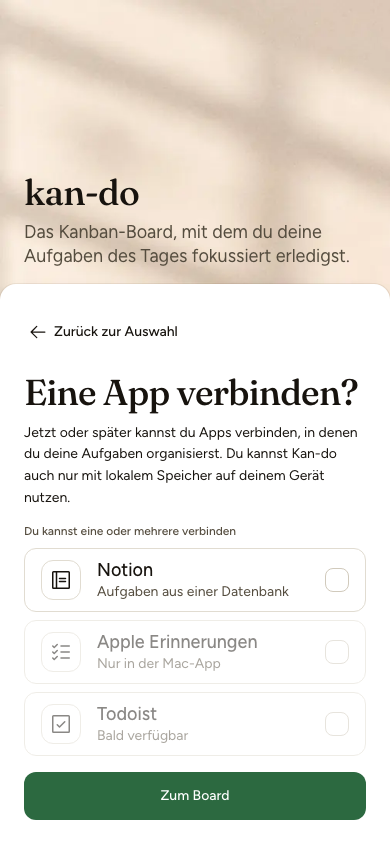 kan-do
Das Kanban-Board, mit dem du deine
Aufgaben des Tages fokussiert erledigst.
Zurück zur Auswahl
Eine App verbinden?
Jetzt oder später kannst du Apps verbinden, in denen
du deine Aufgaben organisierst. Du kannst Kan-do
auch nur mit lokalem Speicher auf deinem Gerät
nutzen.
Du kannst eine oder mehrere verbinden
Notion
Aufgaben aus einer Datenbank
Apple Erinnerungen
Nur in der Mac-App
Todoist
Bald verfügbar
Zum Board